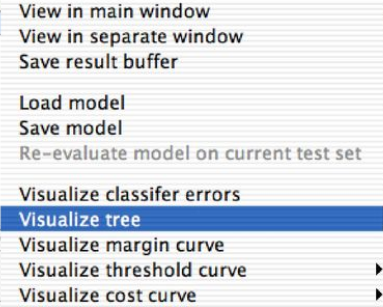 View in main window
View in separate window
Save result buffer
Load model
Save model
Re-evaluate model on current test set
Visualize classifer errors
Visualize tree
Visualize margin curve
Visualize threshold curve
Visualize cost curve